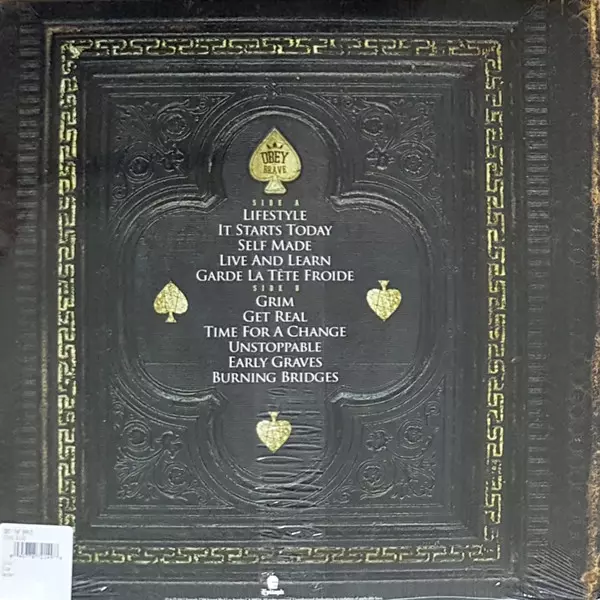 OBEY
BRAVE
SIDE A
LIFESTYLE
IT STARTS TODAY
SELF MADE
LIVE AND LEARN
GARDE LA TÊTE FROIDE
SIDE B
GRIM
GET REAL
TIME FOR A CHANGE
UNSTOPPABLE
EARLY GRAVES
BURNING BRIDGES
Epitaph